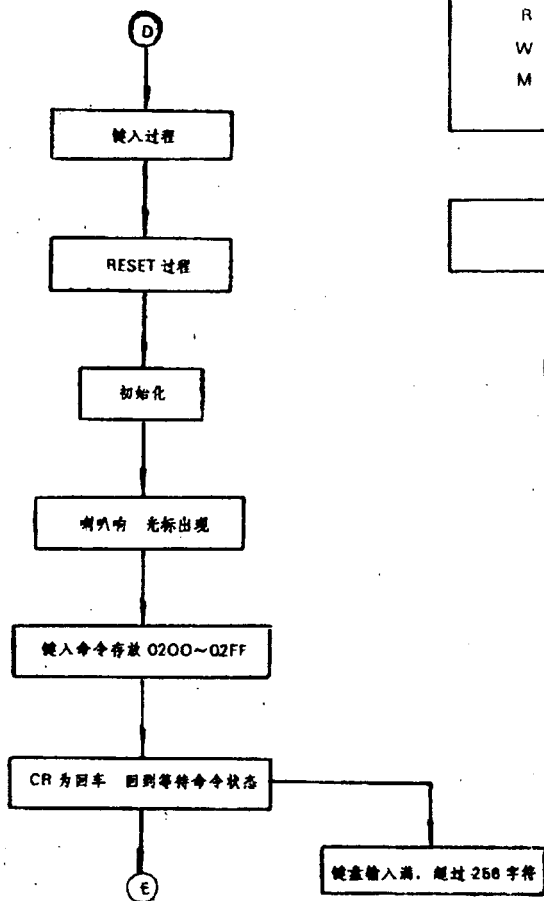 D
R
W
M
键入过程
RESET 过程
初始化
喇叭响 光标出现
键入命令存放 0200~02FF
CR 为回车 回到等待命令状态
键盘输入满，超过 256 字符
E